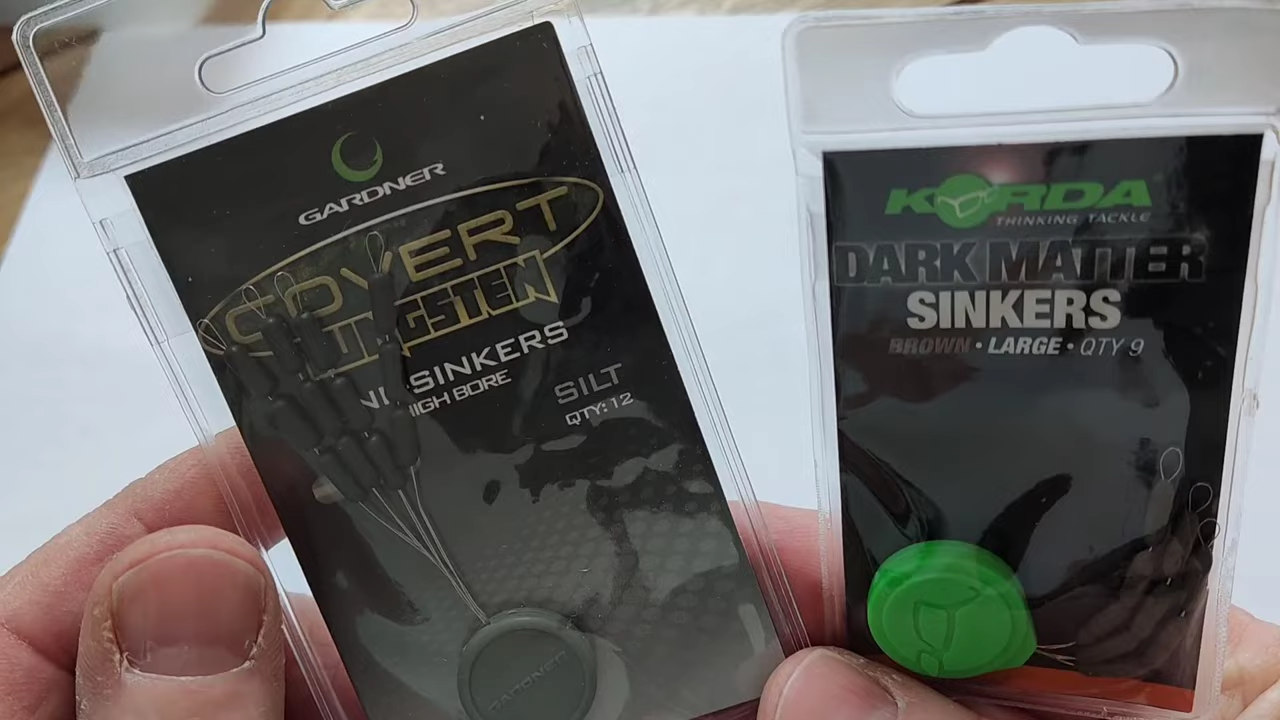 GARDNER
COVERT
TUNGSTEN
SINKERS
HIGH BORE
SILT
QTY: 12
GARDNER
KORDA
THINKING TACKLE
DARK MATTER
SINKERS
BROWN • LARGE • QTY 9